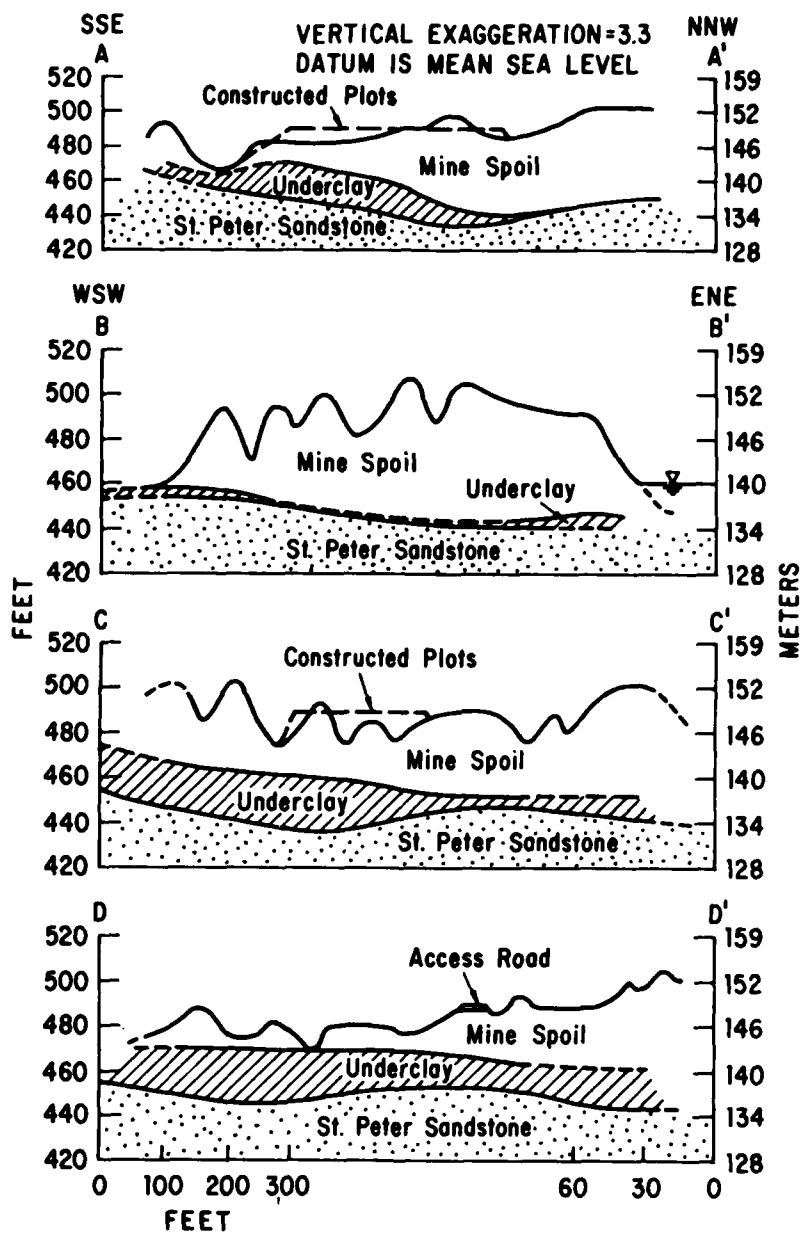 SSE
A
VERTICAL EXAGGERATION=3.3
DATUM IS MEAN SEA LEVEL
NNW
A'
520
500
480
460
440
420
Constructed Plots
Mine Spoil
Underclay
St. Peter Sandstone
159
152
146
140
134
128
WSW
B
ENE
B'
520
500
480
460
440
420
Mine Spoil
Underclay
St. Peter Sandstone
159
152
146
140
134
128
FEET
METERS
C
C'
520
500
480
460
440
420
Constructed Plots
Mine Spoil
Underclay
St. Peter Sandstone
159
152
146
140
134
128
D
D'
520
500
480
460
440
420
Access Road
Mine Spoil
Underclay
St. Peter Sandstone
159
152
146
140
134
128
0 100 200 300 60 30 0
FEET